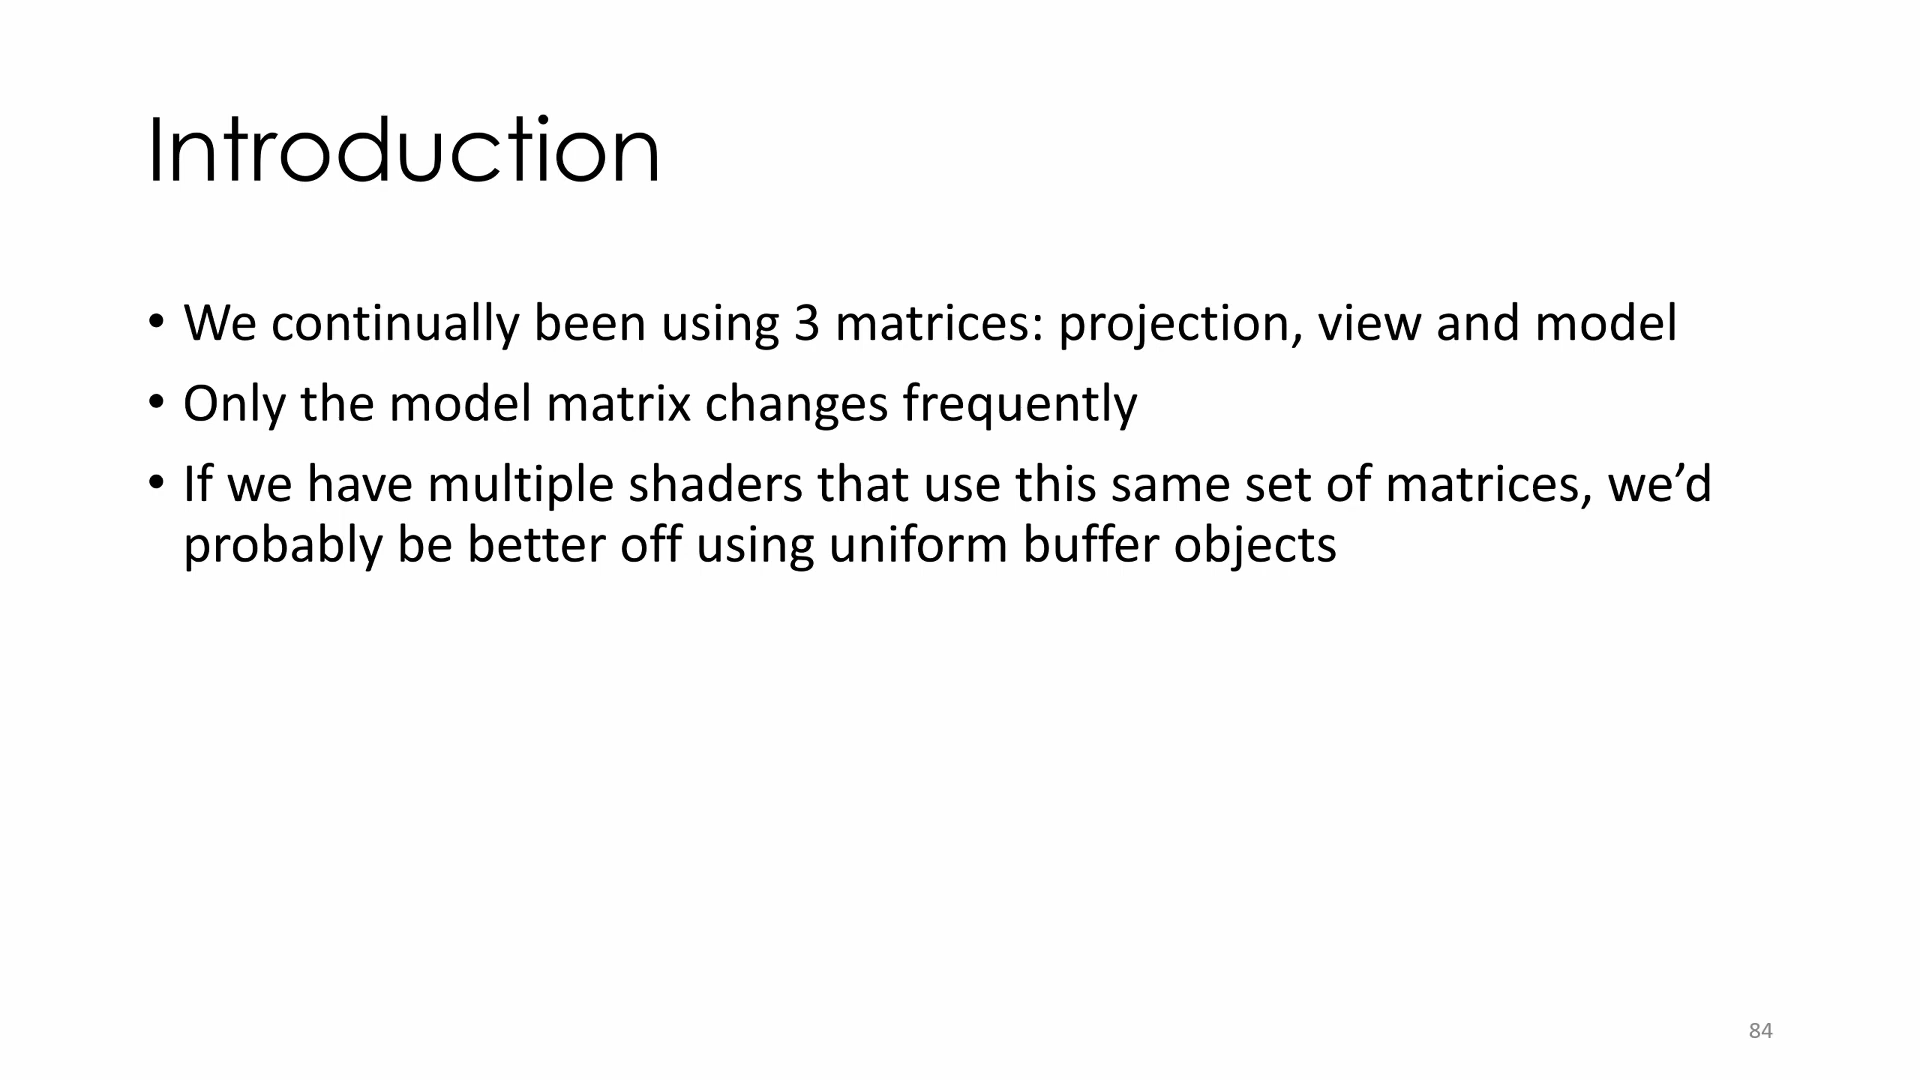 Introduction
• We continually been using 3 matrices: projection, view and model
• Only the model matrix changes frequently
• If we have multiple shaders that use this same set of matrices, we’d
probably be better off using uniform buffer objects
84